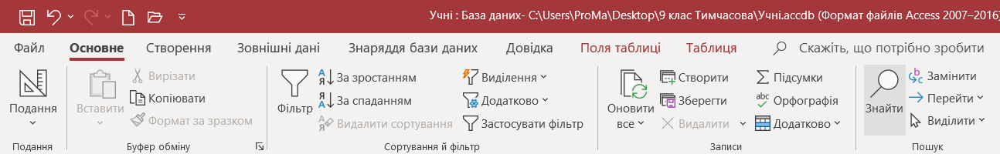 Учні : База даних- C:\Users\ProMa\Desktop\9 клас Тимчасова\Учні.accdb (Формат файлів Access 2007–2016)
Файл Основне Створення Зовнішні дані Знаряддя бази даних Довідка Поля таблиці Таблиця Скажіть, що потрібно зробити
Подання
Подання
Вставити
Вирізати
Копіювати
Формат за зразком
Буфер обміну
Фільтр
За зростанням
За спаданням
Видалити сортування
Виділення
Додатково
Застосувати фільтр
Сортування й фільтр
Оновити
все
Створити
Зберегти
Видалити
Підсумки
Орфографія
Додатково
Записи
Знайти
Замінити
Перейти
Виділити
Пошук